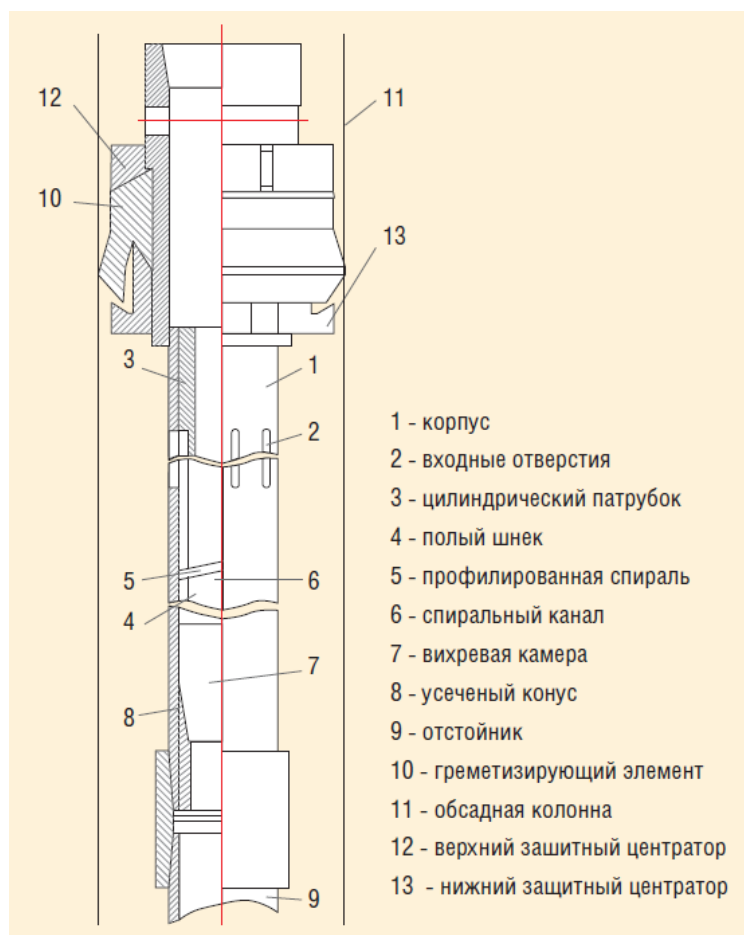 12
11
10
13
3
1
2
5
6
4
7
8
9
1 - корпус
2 - входные отверстия
3 - цилиндрический патрубок
4 - полый шнек
5 - профилированная спираль
6 - спиральный канал
7 - вихревая камера
8 - усеченый конус
9 - отстойник
10 - греметизирующий элемент
11 - обсадная колонна
12 - верхний зашитный центратор
13 - нижний защитный центратор